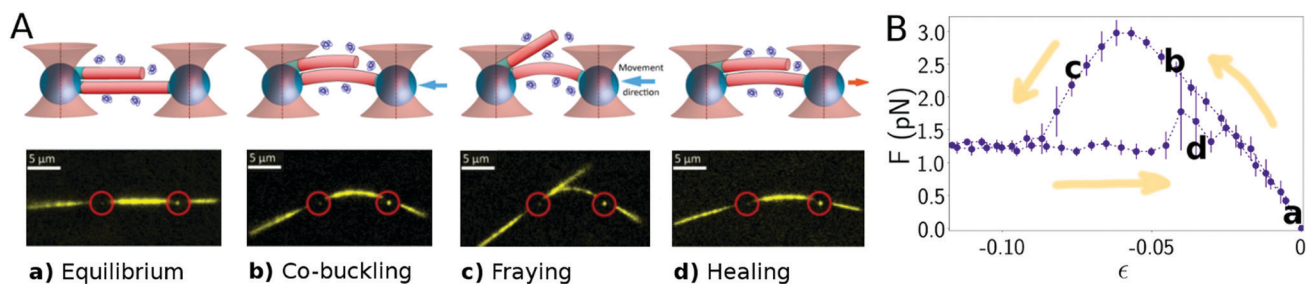 A
Movement
direction
5 μm
5 μm
5 μm
5 μm
a) Equilibrium
b) Co-buckling
c) Fraying
d) Healing
B
F (pN)
3.0
2.5
2.0
1.5
1.0
0.5
0.0
-0.10
-0.05
0
ϵ
c
b
d
a